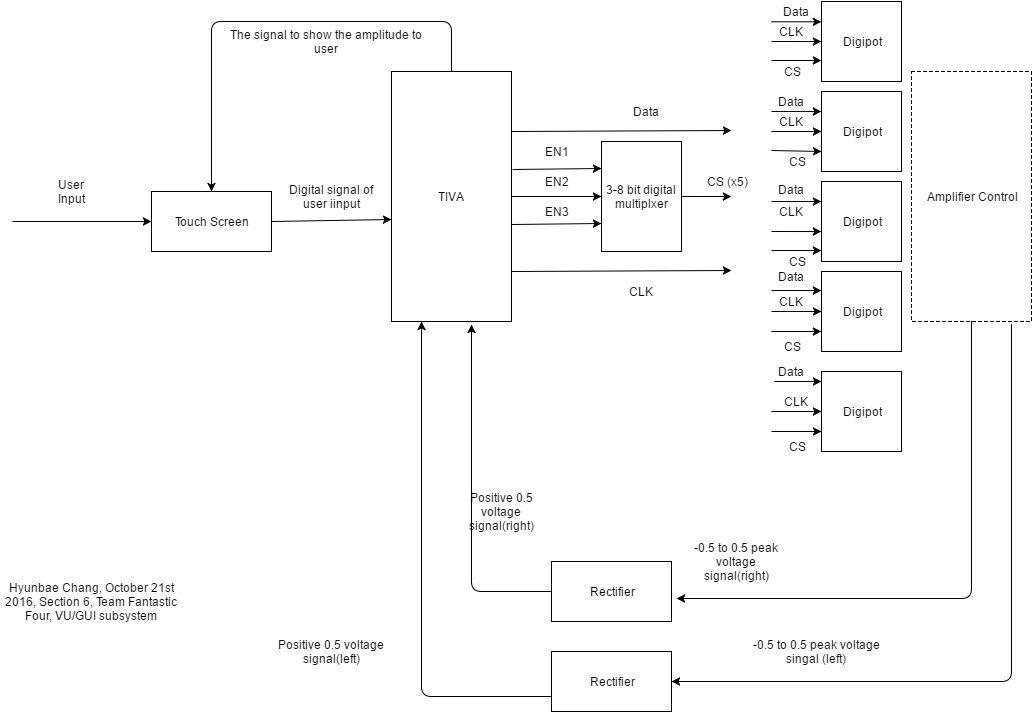 The signal to show the amplitude to
user
User
Input
Touch Screen
Digital signal of
user iinput
TIVA
Data
EN1
EN2
EN3
3-8 bit digital
multiplxer
CS (x5)
CLK
Data
CLK
CS
Digipot
Data
CLK
CS
Digipot
Data
CLK
CS
Digipot
Data
CLK
CS
Digipot
Data
CLK
CS
Digipot
Amplifier Control
Positive 0.5
voltage
signal(right)
-0.5 to 0.5 peak
voltage
signal(right)
Rectifier
Hyunbae Chang, October 21st
2016, Section 6, Team Fantastic
Four, VU/GUI subsystem
Positive 0.5 voltage
signal(left)
-0.5 to 0.5 peak voltage
singal (left)
Rectifier